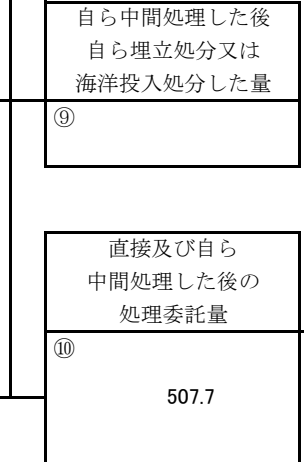 自ら中間処理した後
自ら埋立処分又は
海洋投入処分した量
⑨
直接及び自ら
中間処理した後の
処理委託量
⑩
507.7